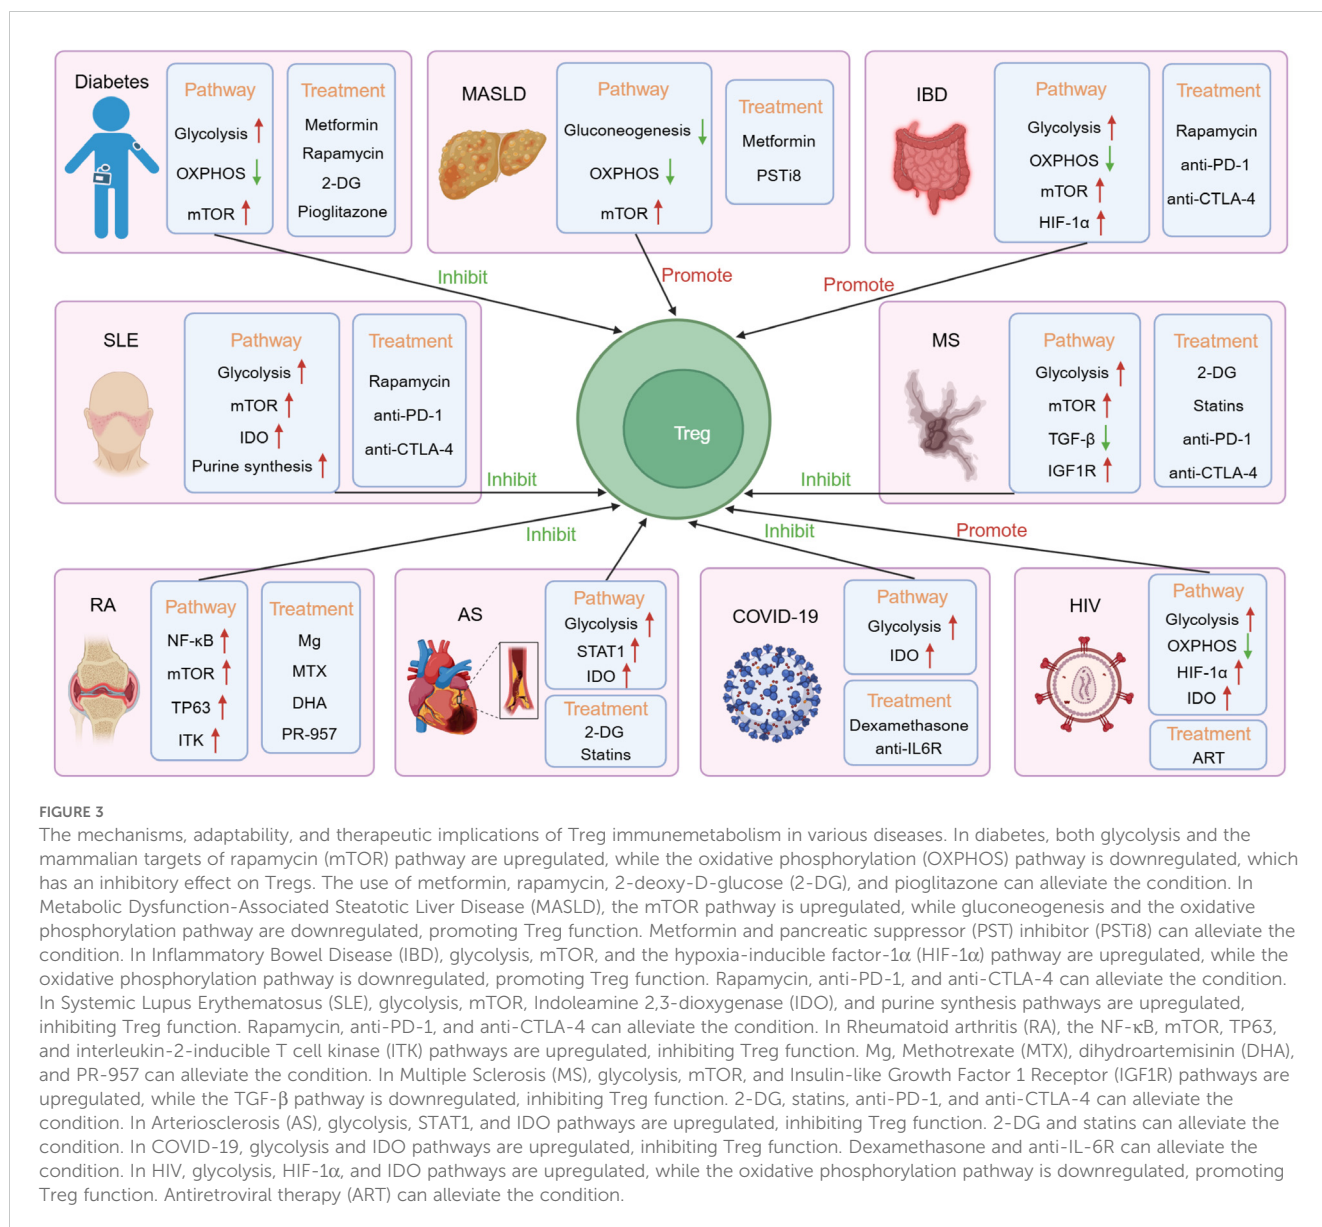 Diabetes
Pathway
Glycolysis
OXPHOS
mTOR
Treatment
Metformin
Rapamycin
2-DG
Pioglitazone
MASLD
Pathway
Gluconeogenesis
OXPHOS
mTOR
Treatment
Metformin
PSTi8
IBD
Pathway
Glycolysis
OXPHOS
mTOR
HIF-1α
Treatment
Rapamycin
anti-PD-1
anti-CTLA-4
Inhibit
Promote
Promote
SLE
Pathway
Glycolysis
mTOR
IDO
Purine synthesis
Treatment
Rapamycin
anti-PD-1
anti-CTLA-4
Inhibit
Treg
MS
Pathway
Glycolysis
mTOR
TGF-β
IGF1R
Treatment
2-DG
Statins
anti-PD-1
anti-CTLA-4
Inhibit
Inhibit
Inhibit
Promote
RA
Pathway
NF-κB
mTOR
TP63
ITK
Treatment
Mg
MTX
DHA
PR-957
AS
Pathway
Glycolysis
STAT1
IDO
Treatment
2-DG
Statins
COVID-19
Pathway
Glycolysis
IDO
Treatment
Dexamethasone
anti-IL6R
HIV
Pathway
Glycolysis
OXPHOS
HIF-1α
IDO
Treatment
ART
FIGURE 3
The mechanisms, adaptability, and therapeutic implications of Treg immunemetabolism in various diseases. In diabetes, both glycolysis and the
mammalian targets of rapamycin (mTOR) pathway are upregulated, while the oxidative phosphorylation (OXPHOS) pathway is downregulated, which
has an inhibitory effect on Tregs. The use of metformin, rapamycin, 2-deoxy-D-glucose (2-DG), and pioglitazone can alleviate the condition. In
Metabolic Dysfunction-Associated Steatotic Liver Disease (MASLD), the mTOR pathway is upregulated, while gluconeogenesis and the oxidative
phosphorylation pathway are downregulated, promoting Treg function. Metformin and pancreatic suppressor (PST) inhibitor (PSTi8) can alleviate the
condition. In Inflammatory Bowel Disease (IBD), glycolysis, mTOR, and the hypoxia-inducible factor-1α (HIF-1α) pathway are upregulated, while the
oxidative phosphorylation pathway is downregulated, promoting Treg function. Rapamycin, anti-PD-1, and anti-CTLA-4 can alleviate the condition.
In Systemic Lupus Erythematosus (SLE), glycolysis, mTOR, Indoleamine 2,3-dioxygenase (IDO), and purine synthesis pathways are upregulated,
inhibiting Treg function. Rapamycin, anti-PD-1, and anti-CTLA-4 can alleviate the condition. In Rheumatoid arthritis (RA), the NF-κB, mTOR, TP63,
and interleukin-2-inducible T cell kinase (ITK) pathways are upregulated, inhibiting Treg function. Mg, Methotrexate (MTX), dihydroartemisinin (DHA),
and PR-957 can alleviate the condition. In Multiple Sclerosis (MS), glycolysis, mTOR, and Insulin-like Growth Factor 1 Receptor (IGF1R) pathways are
upregulated, while the TGF-β pathway is downregulated, inhibiting Treg function. 2-DG, statins, anti-PD-1, and anti-CTLA-4 can alleviate the
condition. In Arteriosclerosis (AS), glycolysis, STAT1, and IDO pathways are upregulated, inhibiting Treg function. 2-DG and statins can alleviate the
condition. In COVID-19, glycolysis and IDO pathways are upregulated, inhibiting Treg function. Dexamethasone and anti-IL-6R can alleviate the
condition. In HIV, glycolysis, HIF-1α, and IDO pathways are upregulated, while the oxidative phosphorylation pathway is downregulated, promoting
Treg function. Antiretroviral therapy (ART) can alleviate the condition.